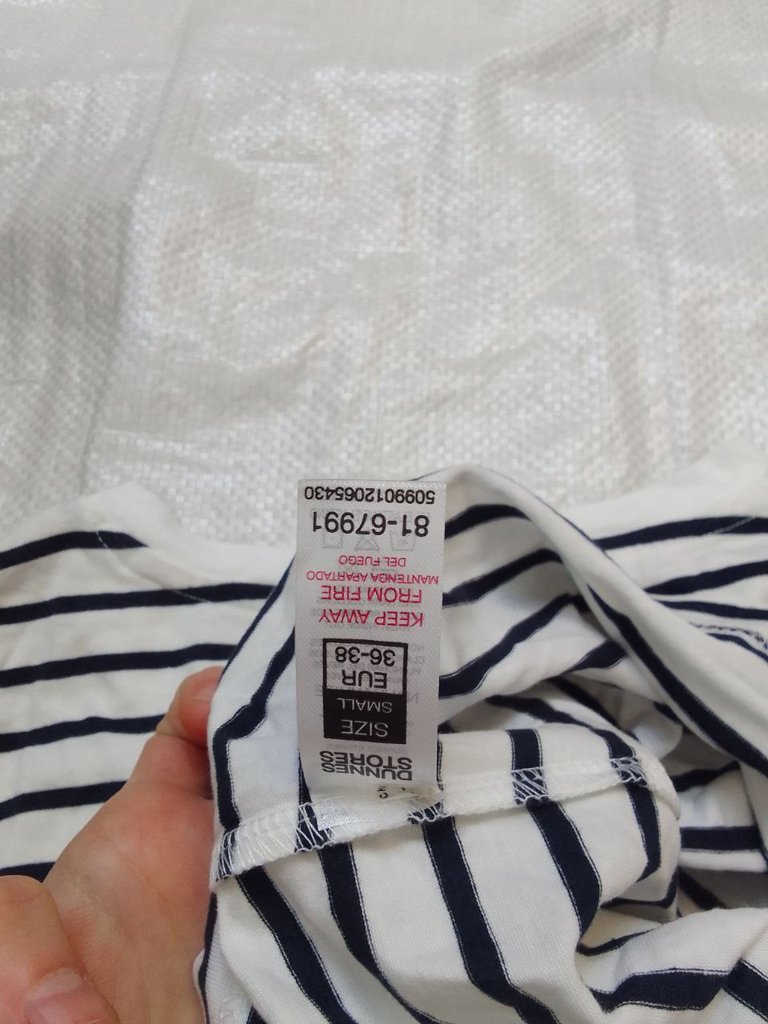 DUNNES
STORES
SIZE
SMALL
EUR
36-38
KEEP AWAY
FROM FIRE
MANTENGA APARTADO
DEL FUEGO
81-67991
5099012065430